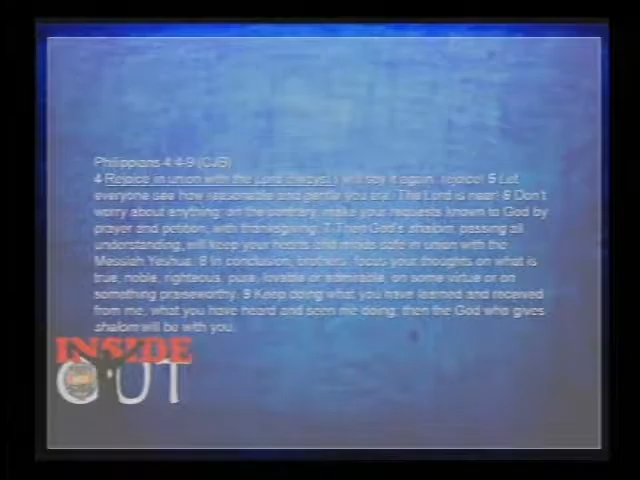 Philippians 4:4-9 (CJB)
4 Rejoice in union with the Lord always! I will say it again: rejoice! 5 Let
everyone see how reasonable and gentle you are. The Lord is near! 6 Don't
worry about anything; on the contrary, make your requests known to God by
prayer and petition, with thanksgiving. 7 Then God's shalom, passing all
understanding, will keep your hearts and minds safe in union with the
Messiah Yeshua. 8 In conclusion, brothers, focus your thoughts on what is
true, noble, righteous, pure, lovable or admirable, on some virtue or on
something praiseworthy. 9 Keep doing what you have learned and received
from me, what you have heard and seen me doing; then the God who gives
shalom will be with you.
INSIDE
OUT